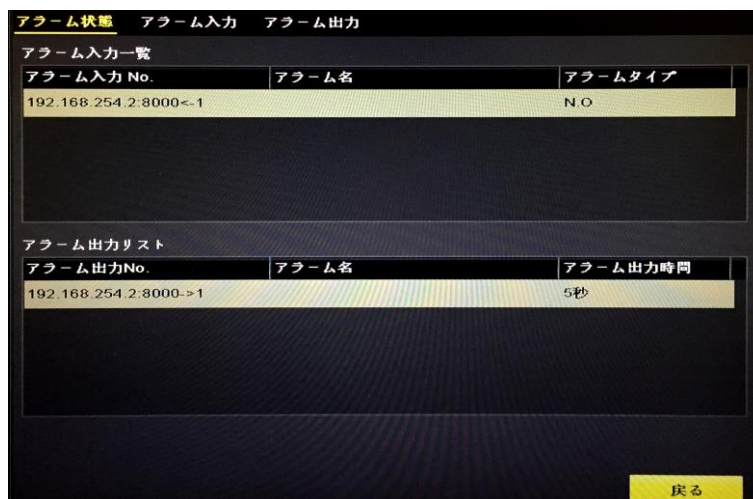 アラーム状態 アラーム入力 アラーム出力
アラーム入力一覧
アラーム入力 No. アラーム名 アラームタイプ
192.168.254.2:8000<-1 N.O
アラーム出力リスト
アラーム出力No. アラーム名 アラーム出力時間
192.168.254.2:8000->1 5秒
戻る